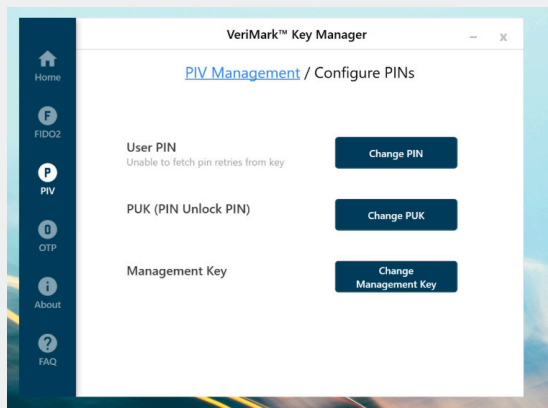 VeriMark™ Key Manager
– x
PIV Management / Configure PINs
Home
F
FIDO2
P
PIV
OTP
i
About
?
FAQ
User PIN
Unable to fetch pin retries from key
Change PIN
PUK (PIN Unlock PIN)
Change PUK
Management Key
Change
Management Key